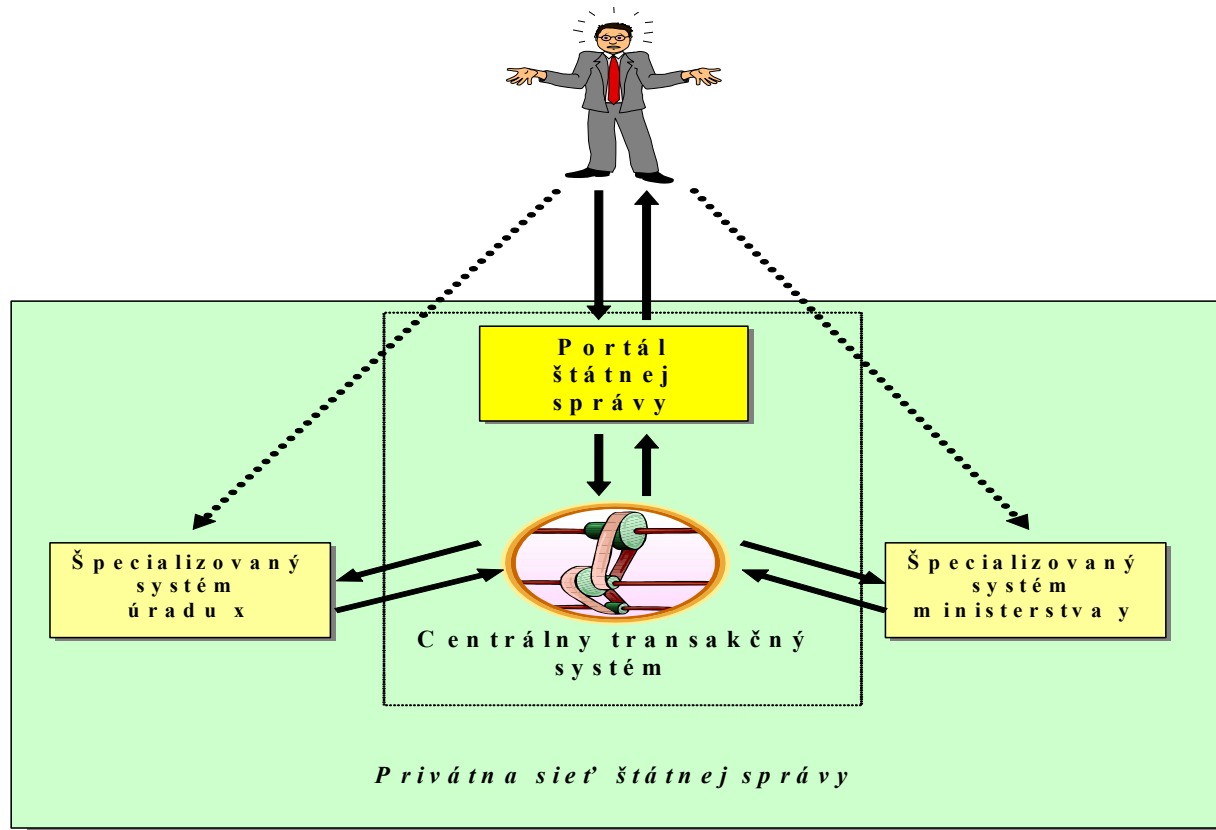 Portál
štátnej
správy
Špecializovaný
systém
úradu x
Centrálny transakčný
systém
Špecializovaný
systém
ministerstva y
Privátna sieť štátnej správy